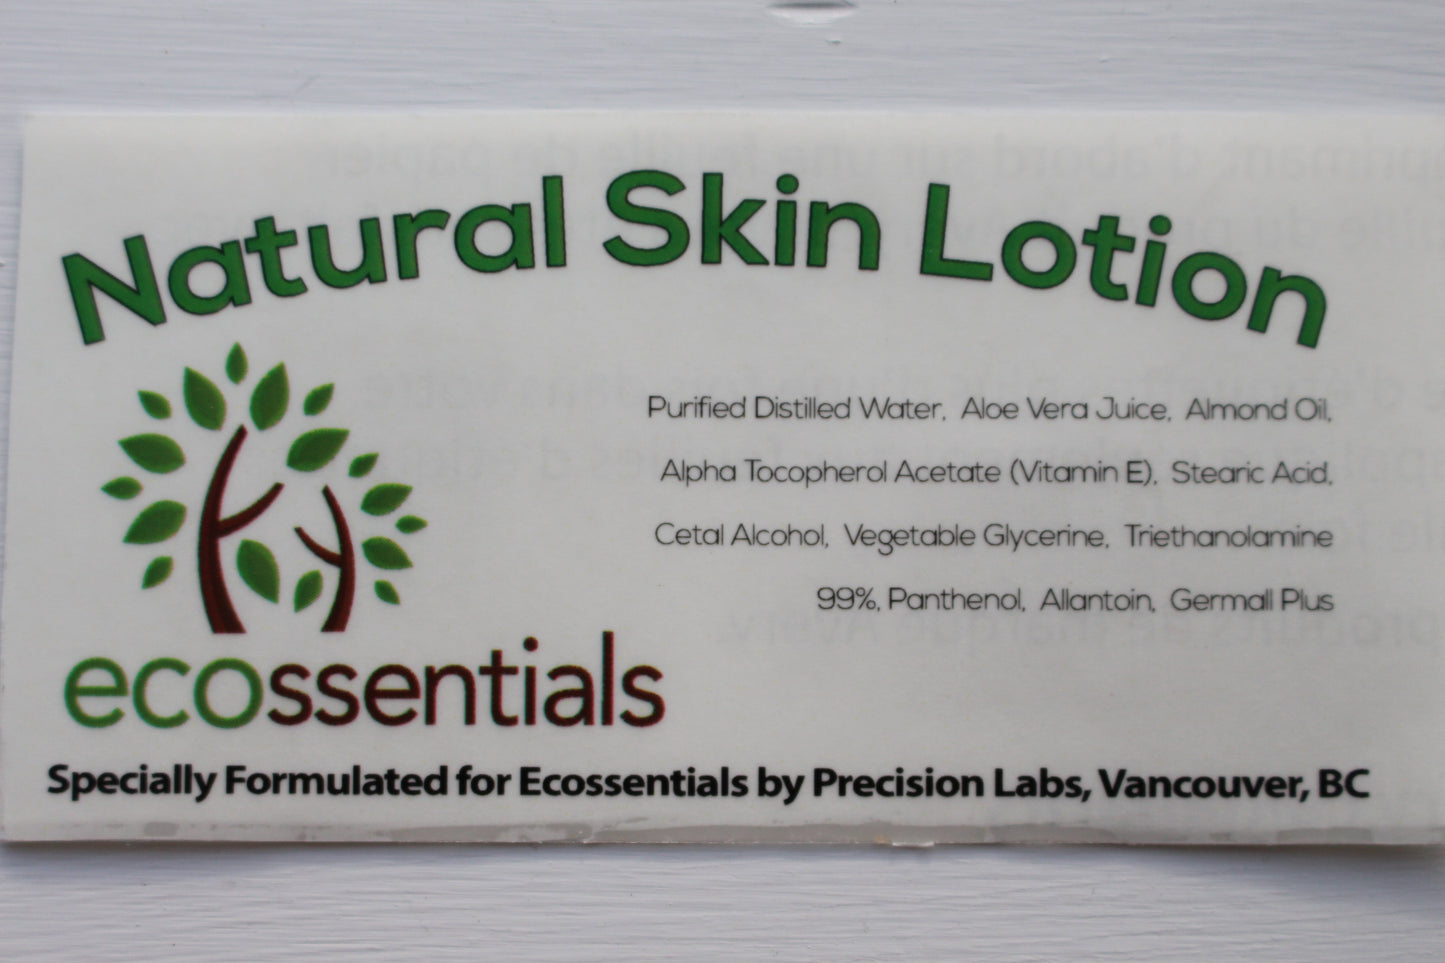 Natural Skin Lotion
Purified Distilled Water, Aloe Vera Juice, Almond Oil,
Alpha Tocopherol Acetate (Vitamin E), Stearic Acid,
Cetal Alcohol, Vegetable Glycerine, Triethanolamine
99%, Panthenol, Allantoin, Germall Plus
ecossentials
Specially Formulated for Ecossentials by Precision Labs, Vancouver, BC